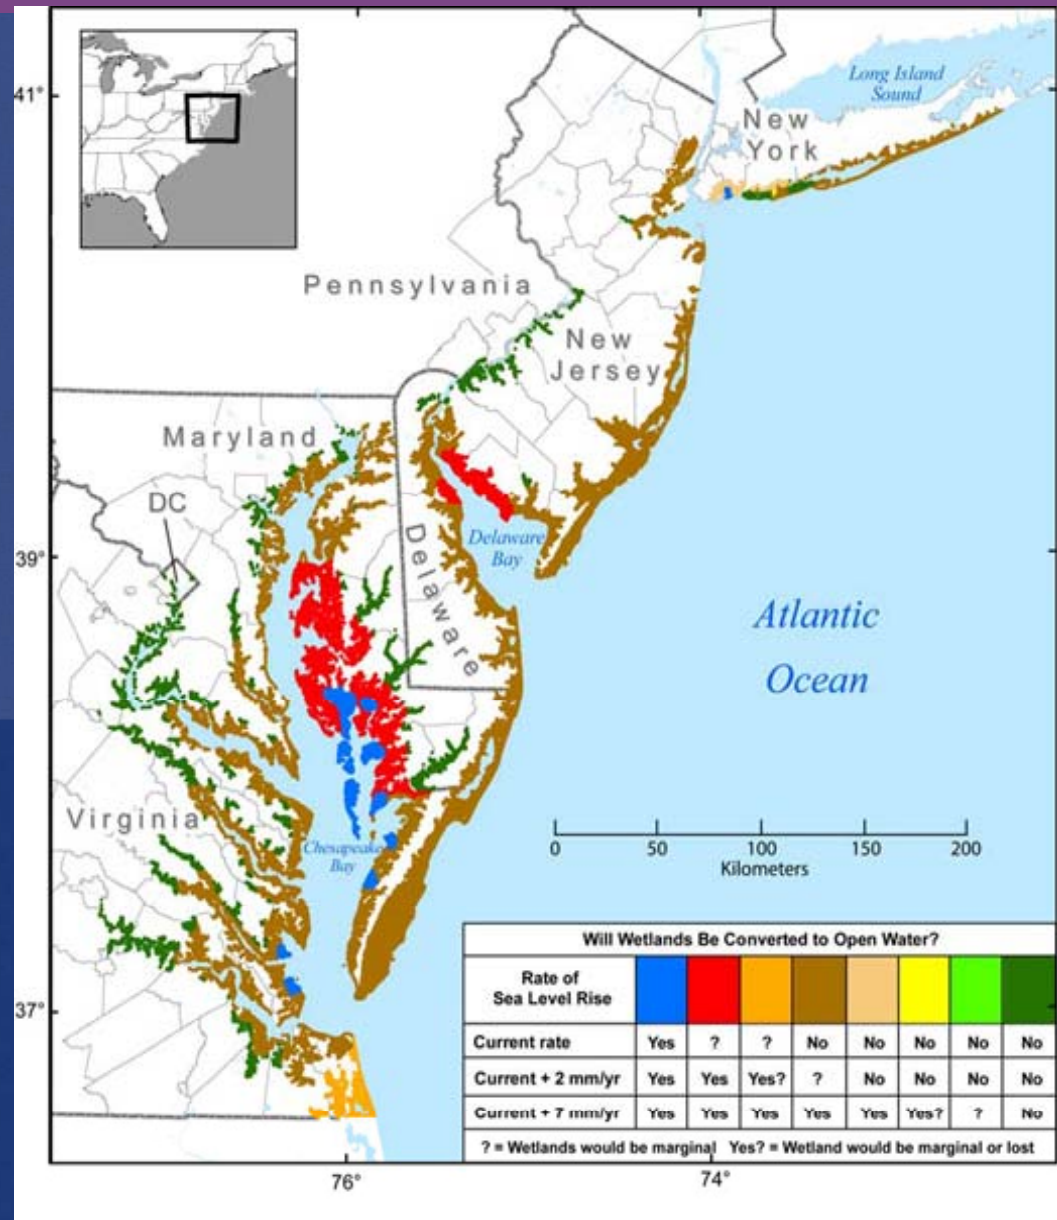 41°
Long Island
Sound
New
York
Pennsylvania
New
Jersey
Maryland
DC
Delaware
Bay
Delaware
39°
Atlantic
Ocean
Virginia
Chesapeake
Bay
0 50 100 150 200
Kilometers
37°
Will Wetlands Be Converted to Open Water?
Rate of
Sea Level Rise
Current rate Yes ? ? No No No No No
Current + 2 mm/yr Yes Yes Yes? ? No No No No
Current + 7 mm/yr Yes Yes Yes Yes Yes Yes? ? No
? = Wetlands would be marginal Yes? = Wetland would be marginal or lost
76° 74°